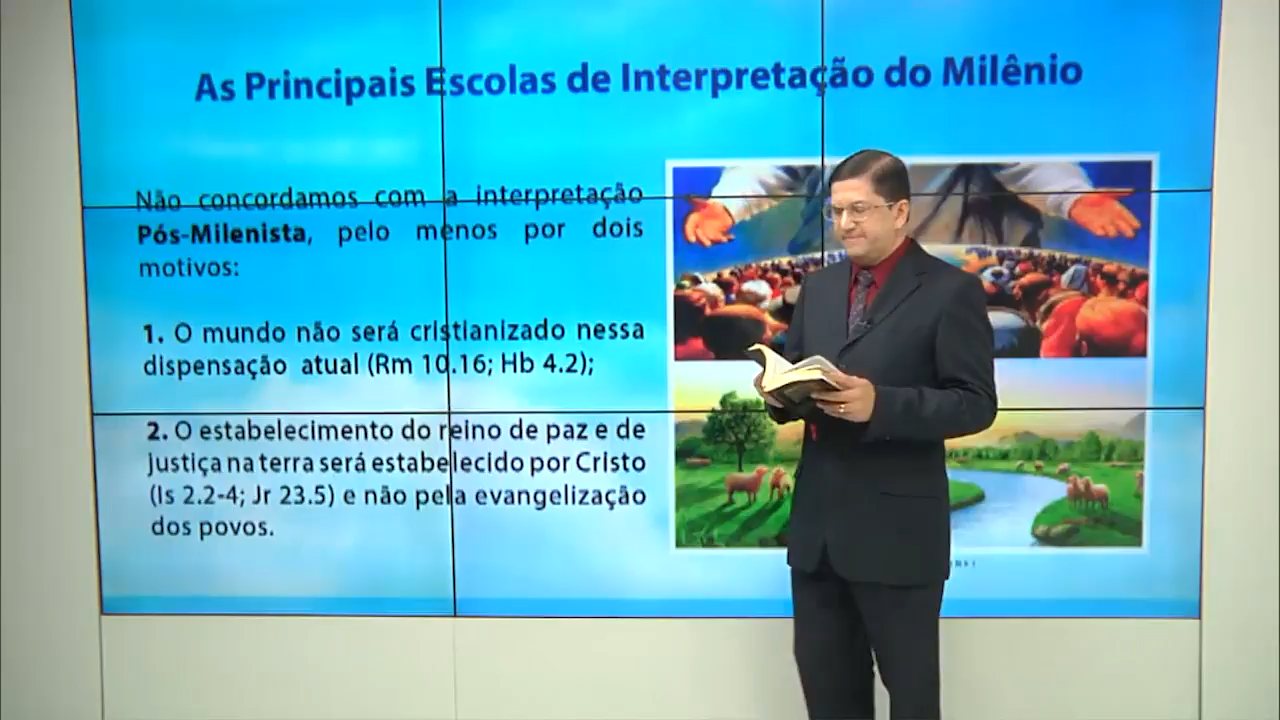 As Principais Escolas de Interpretação do Milênio
Não concordamos com a interpretação
Pós-Milenista, pelo menos por dois
motivos:
1. O mundo não será cristianizado nessa
dispensação atual (Rm 10.16; Hb 4.2);
2. O estabelecimento do reino de paz e de
justiça na terra será estabelecido por Cristo
(Is 2.2-4; Jr 23.5) e não pela evangelização
dos povos.